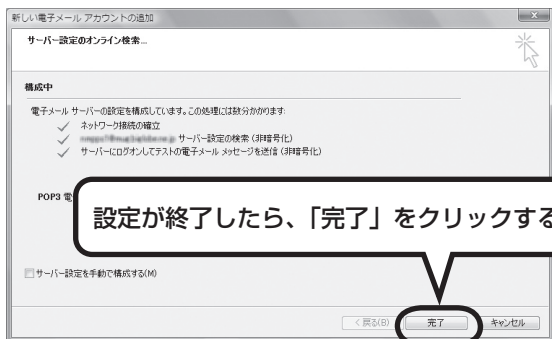 新しい電子メール アカウントの追加
サーバー設定のオンライン検索...
構成中
電子メール サーバーの設定を構成しています。この処理には数分かかります:
ネットワーク接続の確立
サーバー設定の検索 (非暗号化)
サーバーにログオンしてテストの電子メール メッセージを送信 (非暗号化)
POP3 電
設定が終了したら、「完了」をクリックする
サーバー設定を手動で構成する(M)
< 戻る(B) 完了 キャンセル